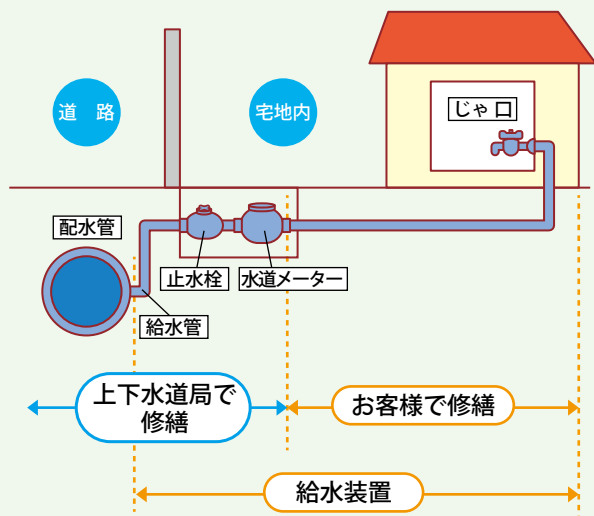 道 路
宅地内
じゃ口
配水管
止水栓
水道メーター
給水管
上下水道局で
修繕
お客様で修繕
給水装置